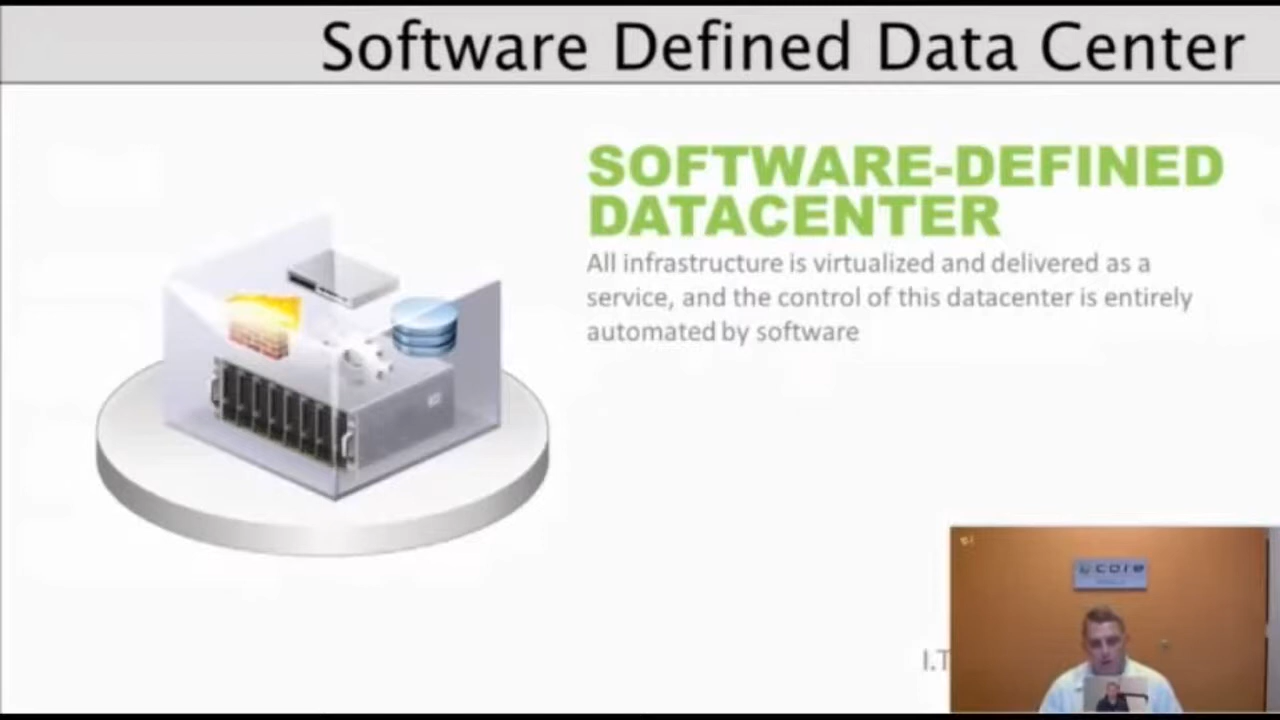 Software Defined Data Center
SOFTWARE-DEFINED
DATACENTER
All infrastructure is virtualized and delivered as a
service, and the control of this datacenter is entirely
automated by software
I.T
core